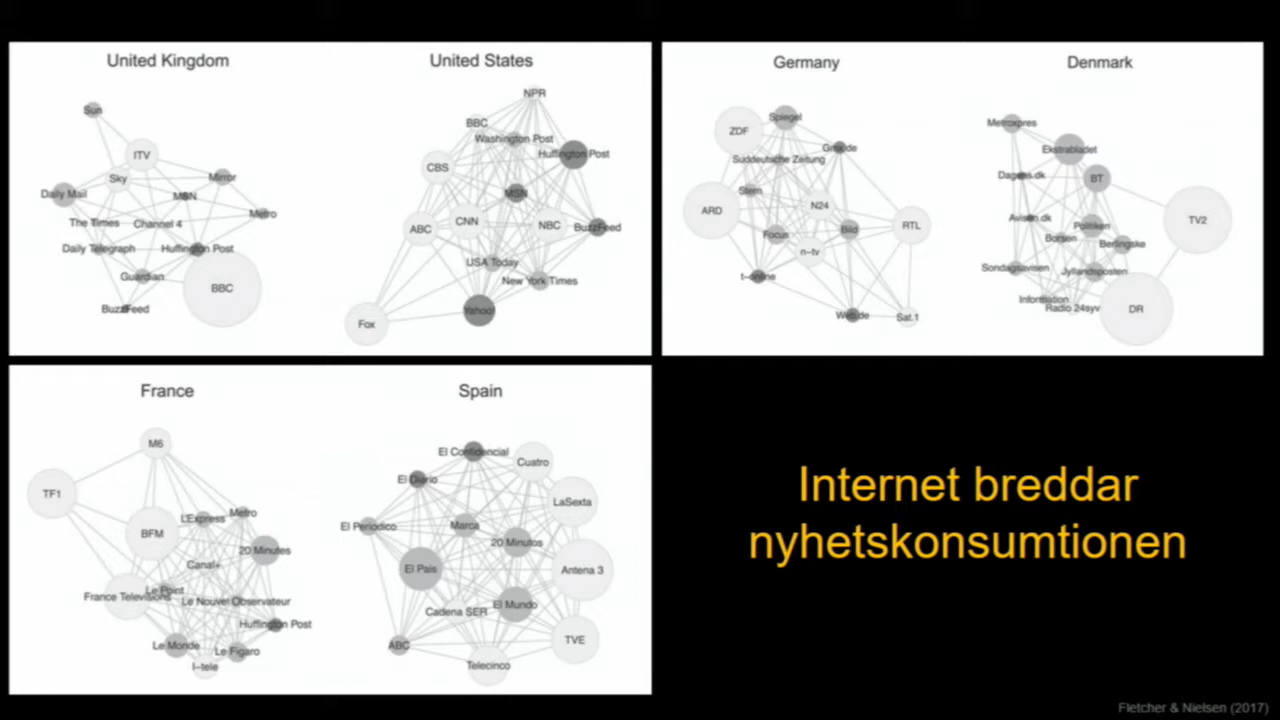 United Kingdom
Sun
ITV
Sky
Mirror
Daily Mail
MSN
Metro
The Times
Channel 4
Daily Telegraph
Huffington Post
Guardian
BBC
BuzzFeed
United States
NPR
BBC
Washington Post
Huffington Post
CBS
MSN
CNN
NBC
BuzzFeed
ABC
USA Today
New York Times
Yahoo!
Fox
Germany
Spiegel
ZDF
Gmx.de
Suddeutsche Zeitung
Stern
N24
ARD
RTL
Bild
Focus
n-tv
t-online
Web.de
Sat.1
Denmark
Metroxpres
Ekstrabladet
Dagens.dk
BT
Avisen.dk
TV2
Politiken
Borsen
Berlingske
Sondagsavisen
Jyllandsposten
Information
Radio 24syv
DR
France
M6
TF1
L'Express
Metro
BFM
20 Minutes
Canal+
Le Point
France Televisions
Le Nouvel Observateur
Huffington Post
Le Monde
Le Figaro
I-tele
Spain
El Confidencial
Cuatro
El Diario
LaSexta
El Periodico
Marca
20 Minutos
El Pais
Antena 3
El Mundo
Cadena SER
TVE
ABC
Telecinco
Internet breddar
nyhetskonsumtionen
Fletcher & Nielsen (2017)